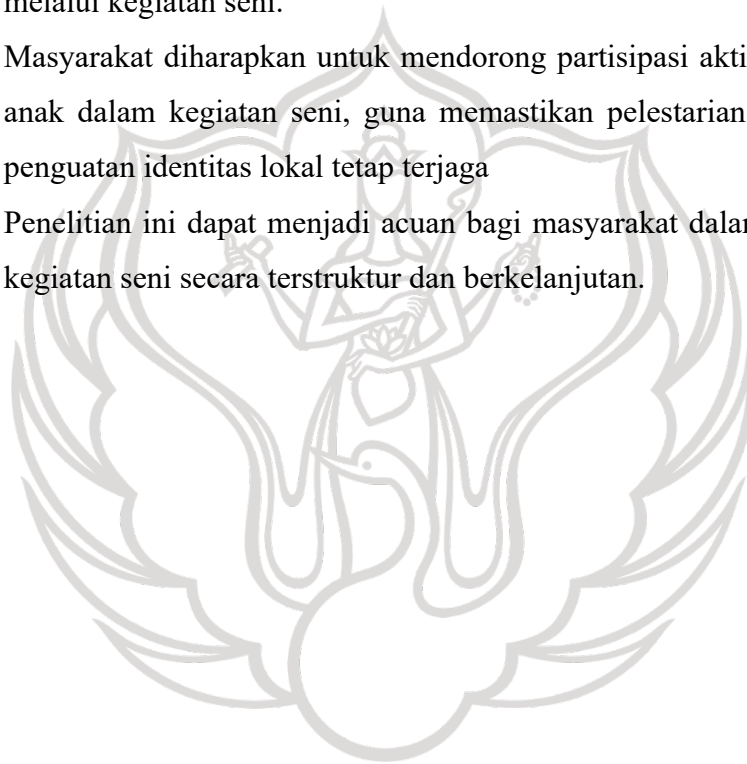 melalui kegiatan seni.
Masyarakat diharapkan untuk mendorong partisipasi akti
anak dalam kegiatan seni, guna memastikan pelestarian
penguatan identitas lokal tetap terjaga
Penelitian ini dapat menjadi acuan bagi masyarakat dalar
kegiatan seni secara terstruktur dan berkelanjutan.